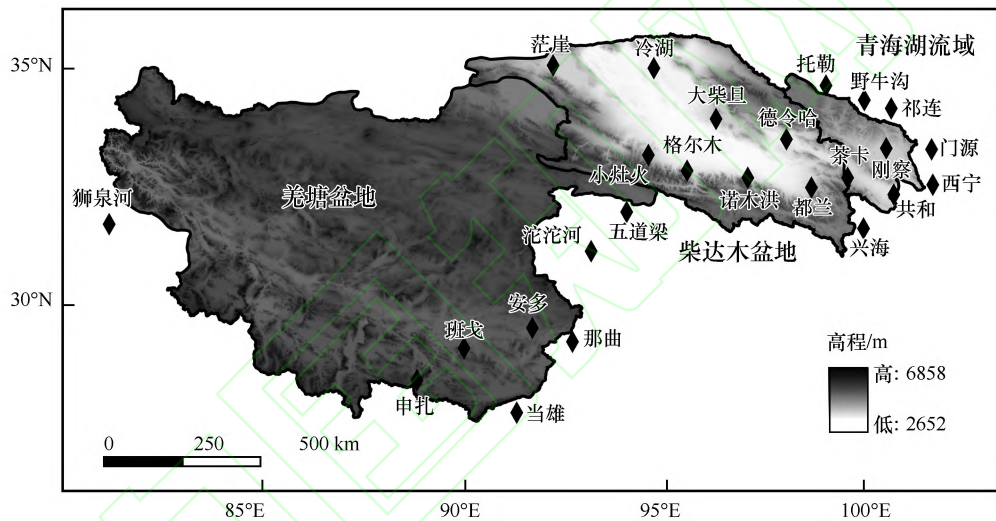 青海湖流域
茫崖
冷湖
35°N
托勒
野牛沟
大柴旦
祁连
德令哈
格尔木
门源
茶卡
刚察
小灶火
西宁
狮泉河
羌塘盆地
诺木洪
都兰
共和
沱沱河
五道梁
兴海
柴达木盆地
30°N
安多
班戈
那曲
高程/m
高: 6858
申扎
当雄
低: 2652
0 250 500 km
85°E 90°E 95°E 100°E